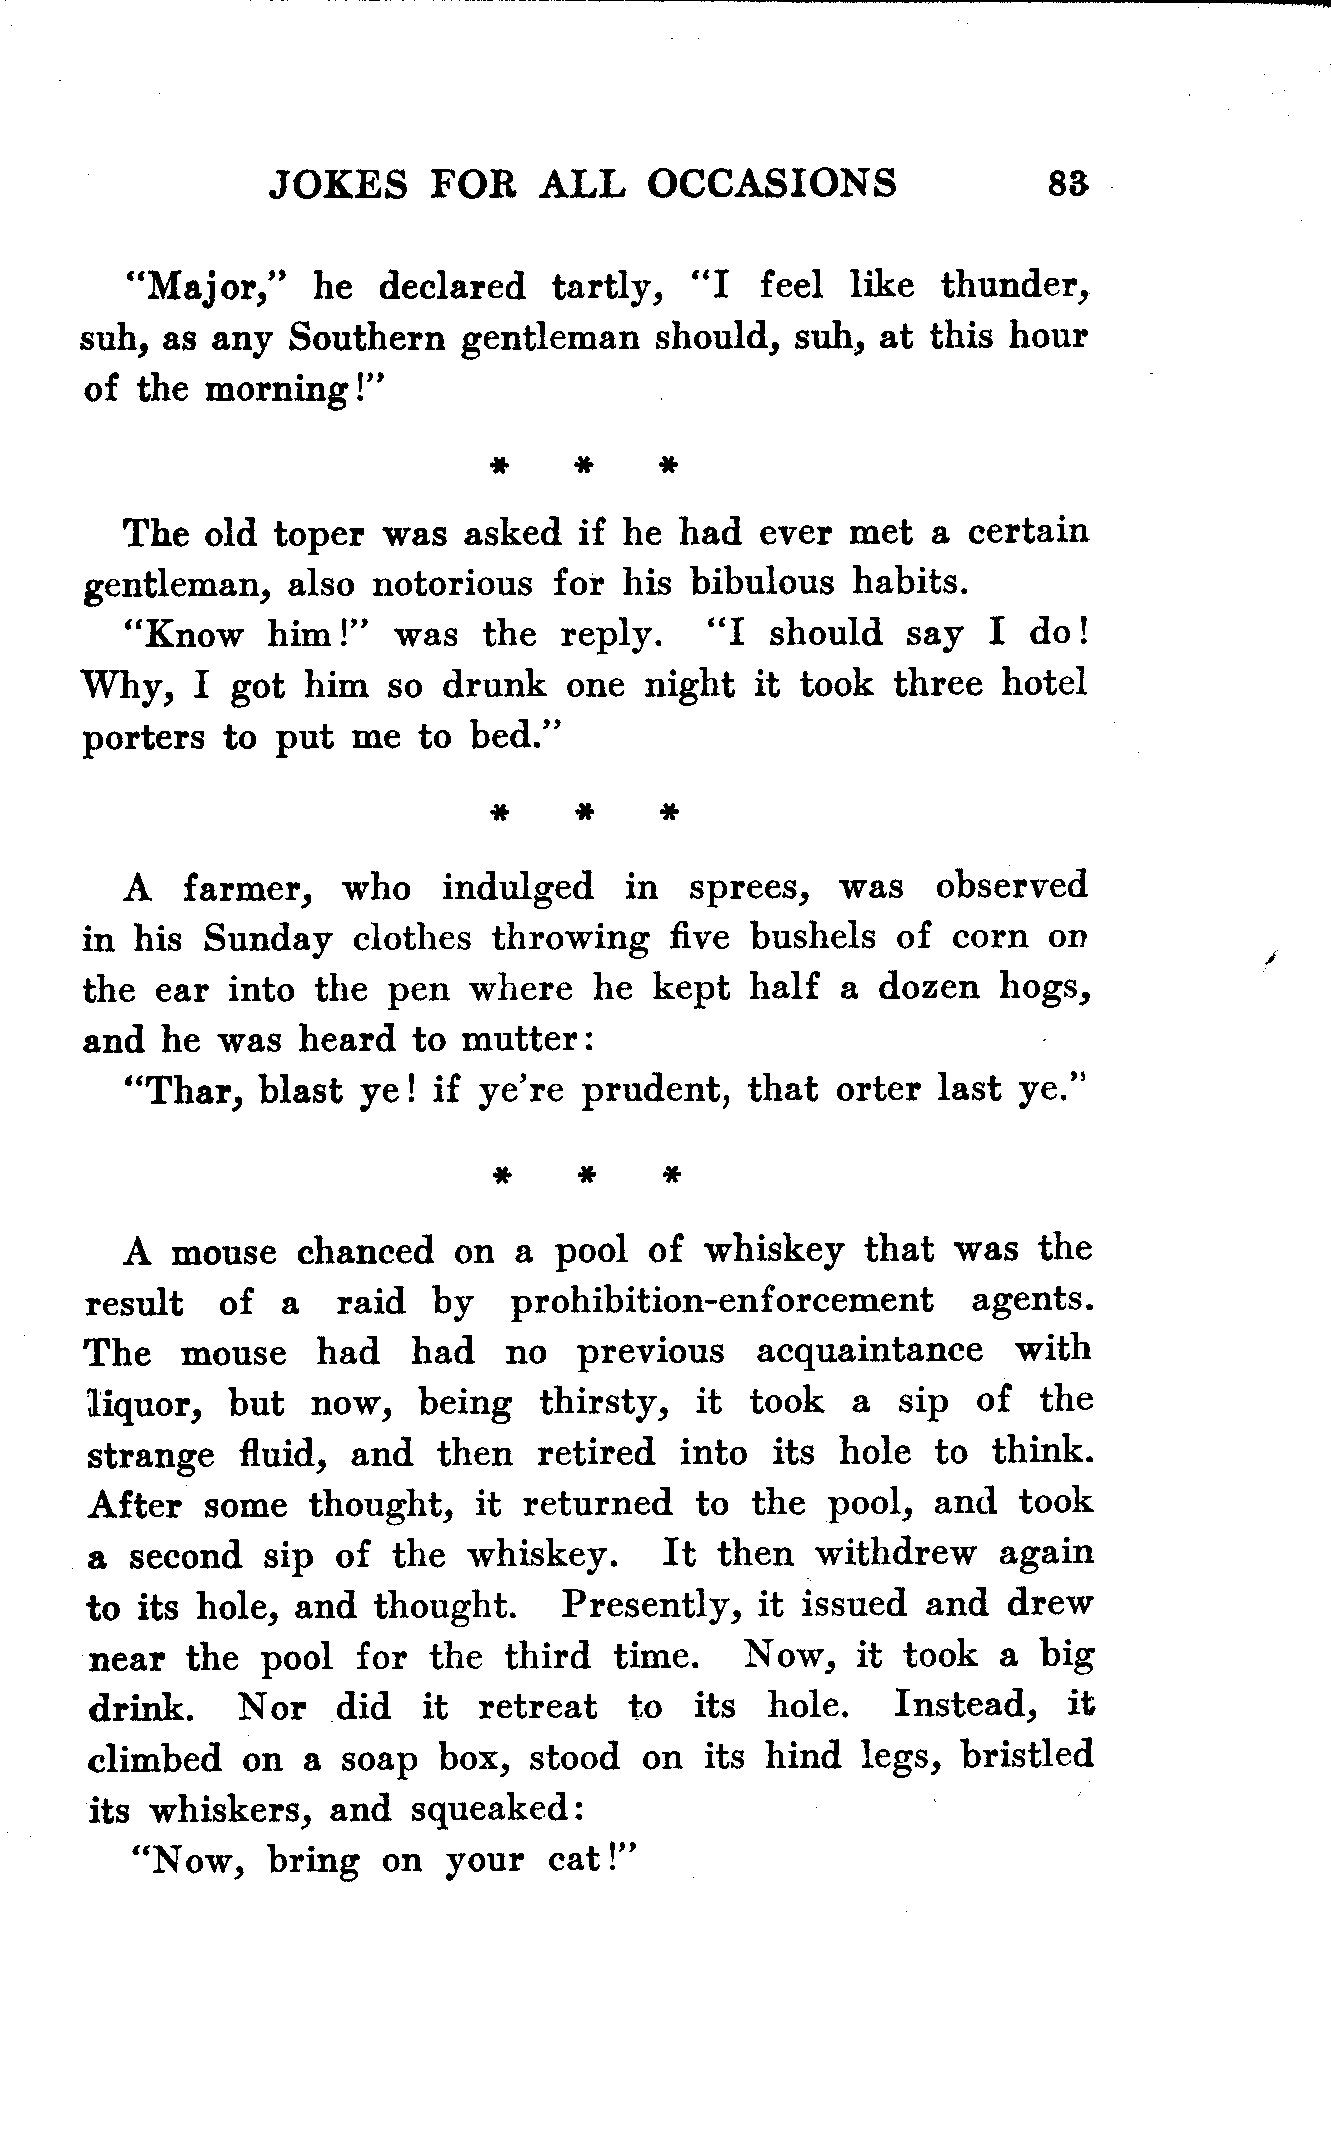 JOKES FOR ALL OCCASIONS 83
"Major," he declared tartly, "I feel like thunder,
suh, as any Southern gentleman should, suh, at this hour
of the morning!"
* * *
The old toper was asked if he had ever met a certain
gentleman, also notorious for his bibulous habits.
"Know him!" was the reply. "I should say I do!
Why, I got him so drunk one night it took three hotel
porters to put me to bed."
* * *
A farmer, who indulged in sprees, was observed
in his Sunday clothes throwing five bushels of corn on
the ear into the pen where he kept half a dozen hogs,
and he was heard to mutter:
"Thar, blast ye! if ye're prudent, that orter last ye."
* * *
A mouse chanced on a pool of whiskey that was the
result of a raid by prohibition-enforcement agents.
The mouse had had no previous acquaintance with
liquor, but now, being thirsty, it took a sip of the
strange fluid, and then retired into its hole to think.
After some thought, it returned to the pool, and took
a second sip of the whiskey. It then withdrew again
to its hole, and thought. Presently, it issued and drew
near the pool for the third time. Now, it took a big
drink. Nor did it retreat to its hole. Instead, it
climbed on a soap box, stood on its hind legs, bristled
its whiskers, and squeaked:
"Now, bring on your cat!"